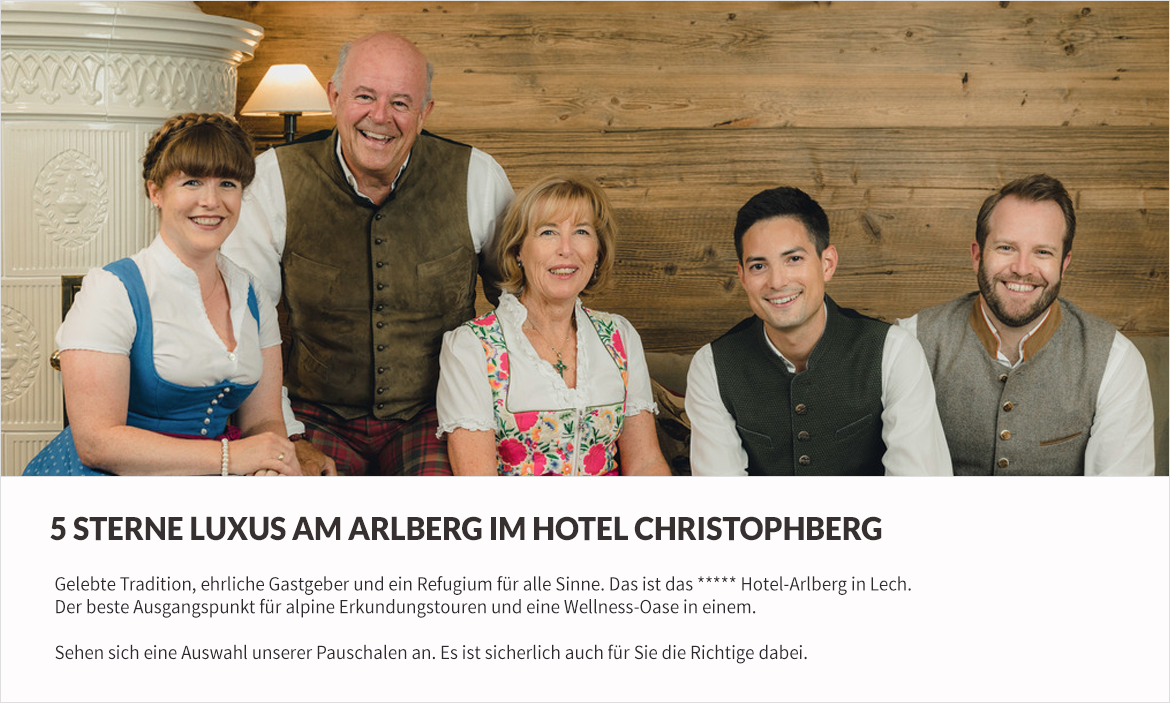 5 STERNE LUXUS AM ARLBERG IM HOTEL CHRISTOPHBERG
Gelebte Tradition, ehrliche Gastgeber und ein Refugium für alle Sinne. Das ist das ***** Hotel-Arlberg in Lech.
Der beste Ausgangspunkt für alpine Erkundungstouren und eine Wellness-Oase in einem.
Sehen sich eine Auswahl unserer Pauschalen an. Es ist sicherlich auch für Sie die Richtige dabei.